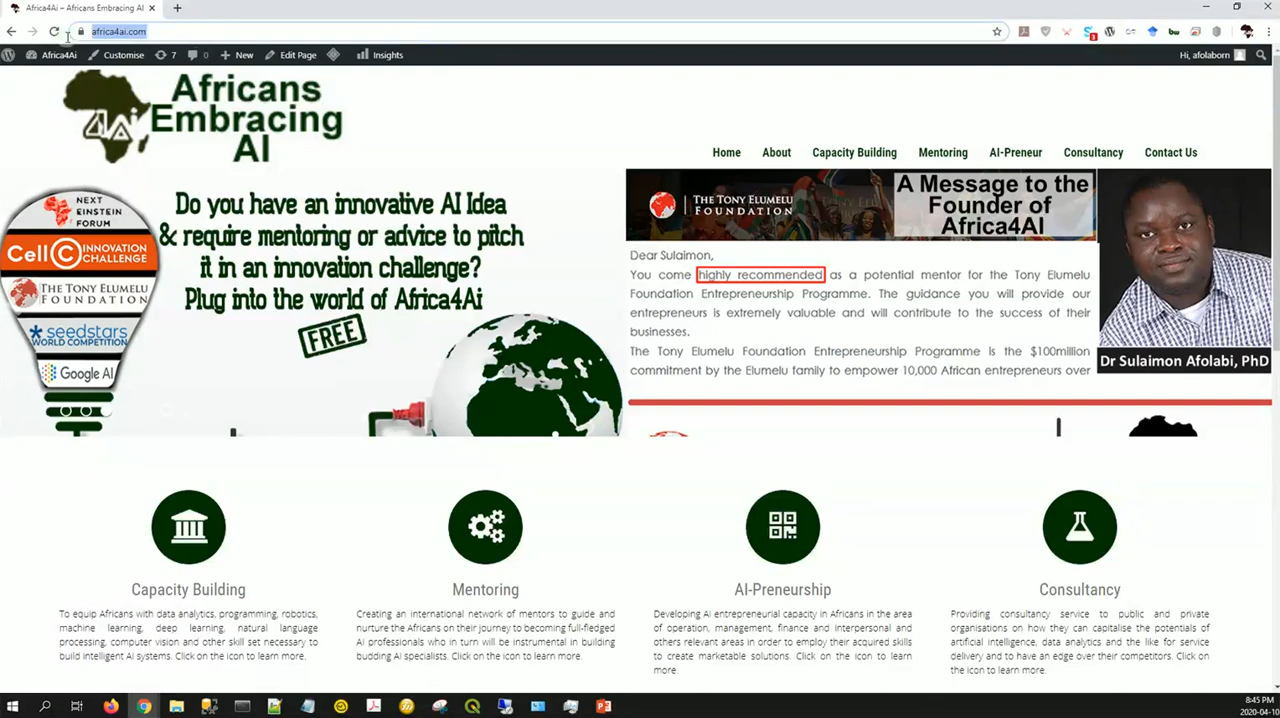 Africa4Ai – Africans Embracing AI
africa4ai.com
Africa4Ai
Customise
7
0
New
Edit Page
Insights
Hi, afolaborn
4Ai
Africans
Embracing
AI
Home
About
Capacity Building
Mentoring
AI-Preneur
Consultancy
Contact Us
NEXT
EINSTEIN
FORUM
Cell C INNOVATION
CHALLENGE
THE TONY ELUMELU
FOUNDATION
seedstars
WORLD COMPETITION
Google AI
Do you have an innovative AI Idea
& require mentoring or advice to pitch
it in an innovation challenge?
Plug into the world of Africa4Ai
FREE
THE TONY ELUMELU
FOUNDATION
A Message to the
Founder of
Africa4AI
Dear Sulaimon,
You come highly recommended as a potential mentor for the Tony Elumelu
Foundation Entrepreneurship Programme. The guidance you will provide our
entrepreneurs is extremely valuable and will contribute to the success of their
businesses.
The Tony Elumelu Foundation Entrepreneurship Programme is the $100million
commitment by the Elumelu family to empower 10,000 African entrepreneurs over
Dr Sulaimon Afolabi, PhD
Capacity Building
To equip Africans with data analytics, programming, robotics,
machine learning, deep learning, natural language
processing, computer vision and other skill set necessary to
build intelligent AI systems. Click on the icon to learn more.
Mentoring
Creating an international network of mentors to guide and
nurture the Africans on their journey to becoming full-fledged
AI professionals who in turn will be instrumental in building
budding AI specialists. Click on the icon to learn more.
AI-Preneurship
Developing AI entrepreneurial capacity in Africans in the area
of operation, management, finance and interpersonal and
others relevant areas in order to employ their acquired skills
to create marketable solutions. Click on the icon to learn
more.
Consultancy
Providing consultancy service to public and private
organisations on how they can capitalise the potentials of
artificial intelligence, data analytics and the like for service
delivery and to have an edge over their competitors. Click on
the icon to learn more.
8:45 PM
2020-04-10